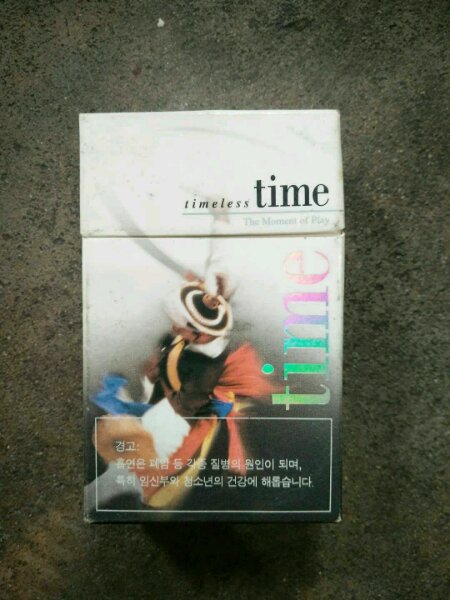 timeless time
The Moment of Play
time
경고:
흡연은 폐암 등 각종 질병의 원인이 되며,
특히 임신부와 청소년의 건강에 해롭습니다.